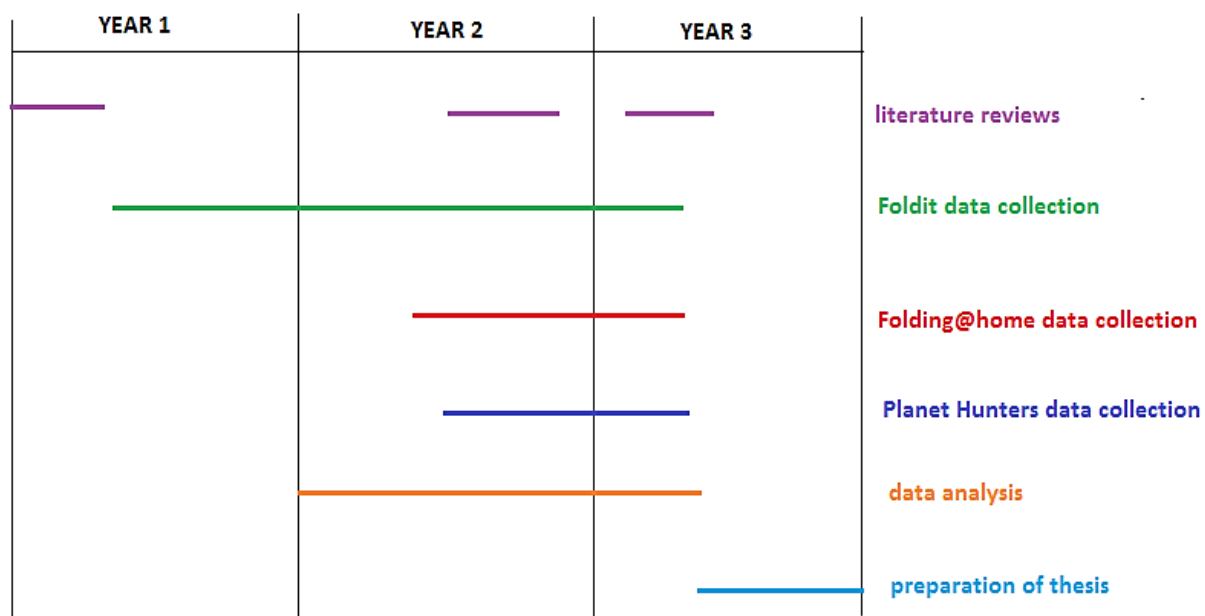 YEAR 1
YEAR 2
YEAR 3
literature reviews
Foldit data collection
Folding@home data collection
Planet Hunters data collection
data analysis
preparation of thesis